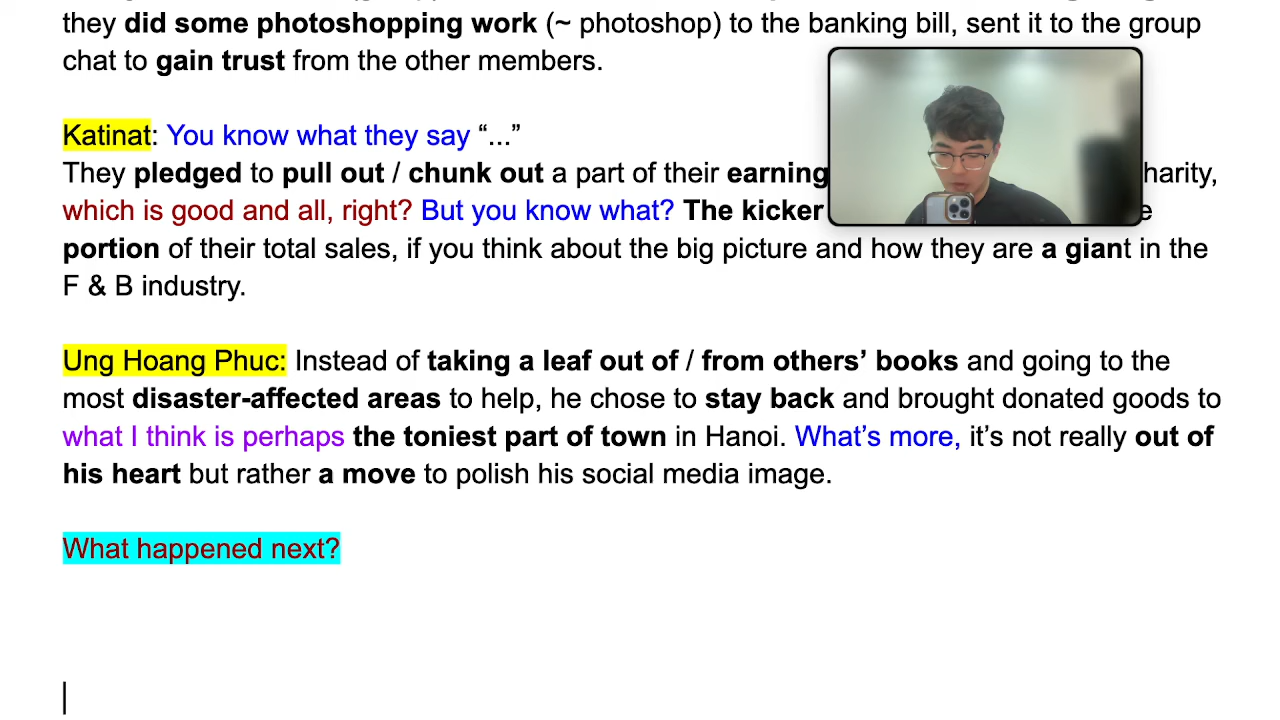 they did some photoshopping work (~ photoshop) to the banking bill, sent it to the group
chat to gain trust from the other members.
Katinat: You know what they say “...”
They pledged to pull out / chunk out a part of their earning harity,
which is good and all, right? But you know what? The kicker e
portion of their total sales, if you think about the big picture and how they are a giant in the
F & B industry.
Ung Hoang Phuc: Instead of taking a leaf out of / from others’ books and going to the
most disaster-affected areas to help, he chose to stay back and brought donated goods to
what I think is perhaps the toniest part of town in Hanoi. What’s more, it’s not really out of
his heart but rather a move to polish his social media image.
What happened next?